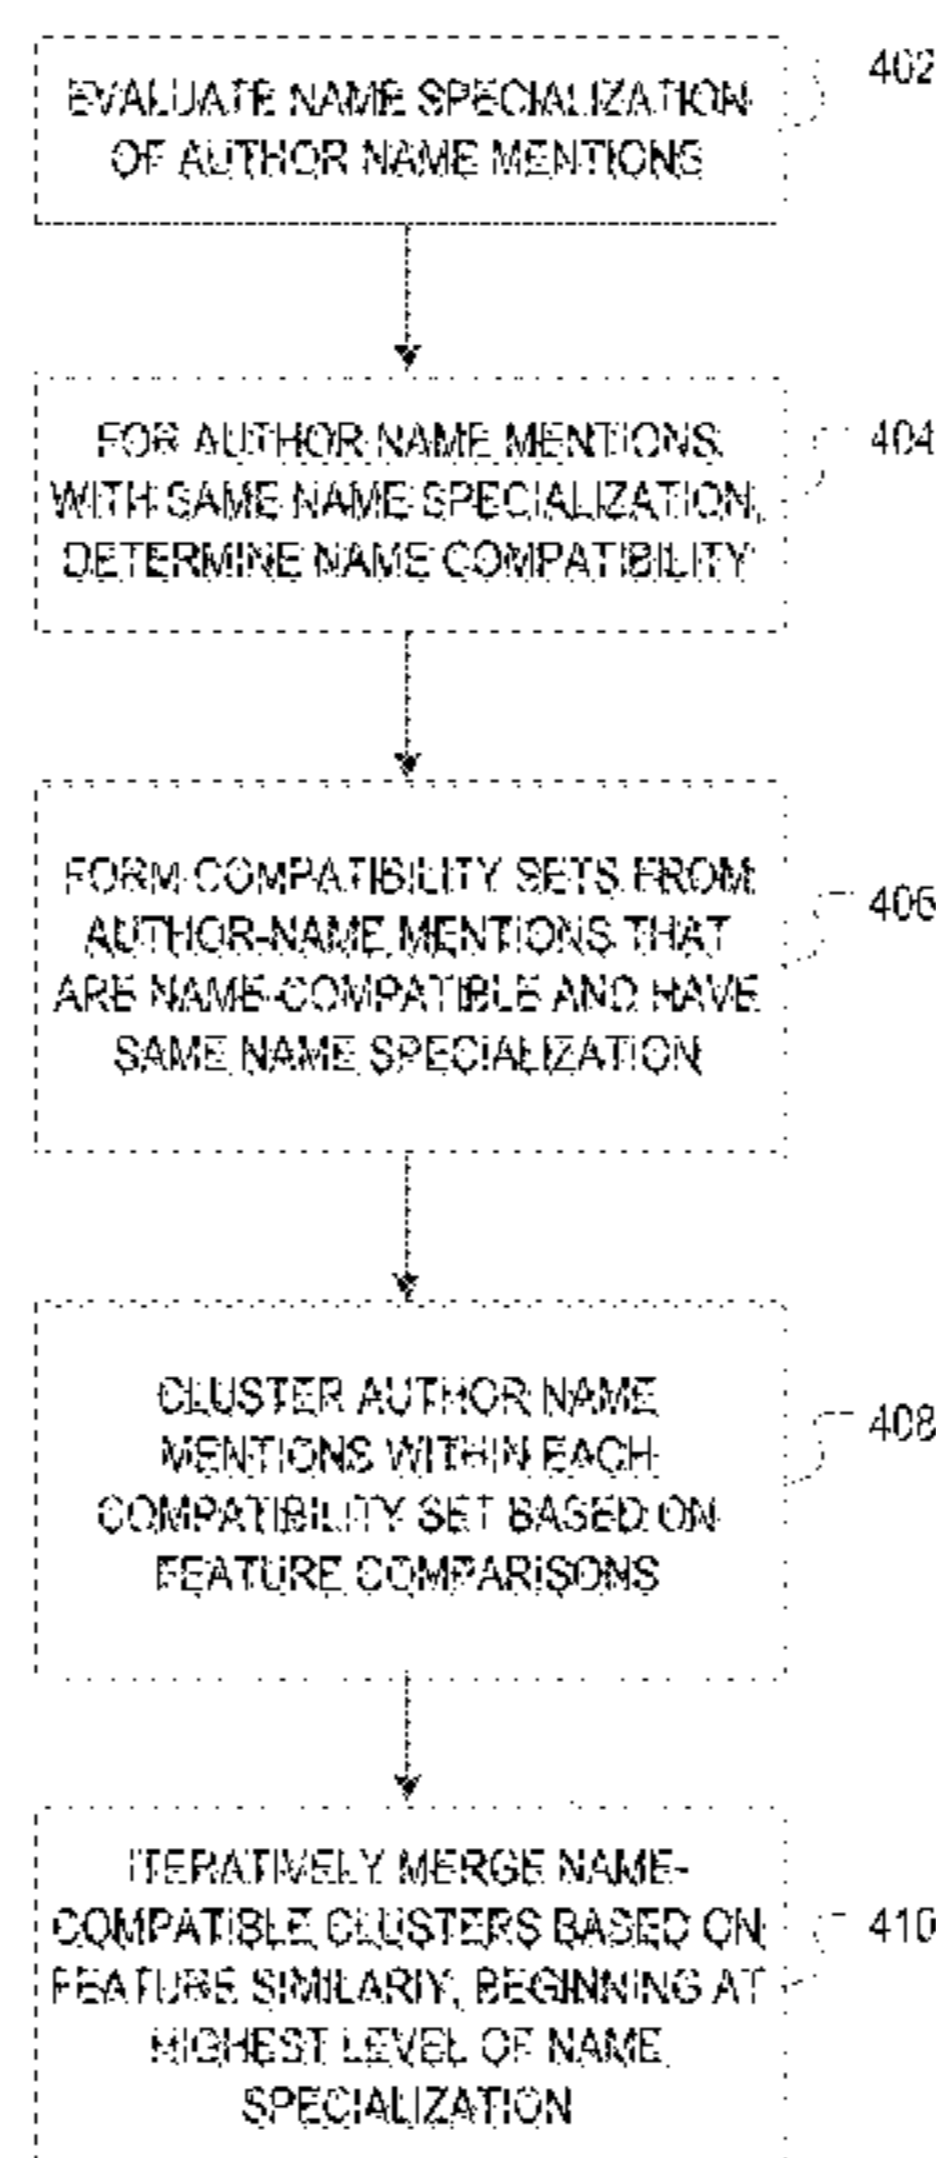 EVALUATE NAME SPECIALIZATION
OF AUTHOR NAME MENTIONS
402
FOR AUTHOR NAME MENTIONS
WITH SAME NAME SPECIALIZATION,
DETERMINE NAME COMPATIBILITY
404
FORM COMPATIBILITY SETS FROM
AUTHOR-NAME MENTIONS THAT
ARE NAME-COMPATIBLE AND HAVE
SAME NAME SPECIALIZATION
406
CLUSTER AUTHOR NAME
MENTIONS WITHIN EACH
COMPATIBILITY SET BASED ON
FEATURE COMPARISONS
408
ITERATIVELY MERGE NAME-
COMPATIBLE CLUSTERS BASED ON
FEATURE SIMILARIY, BEGINNING AT
HIGHEST LEVEL OF NAME
SPECIALIZATION
410